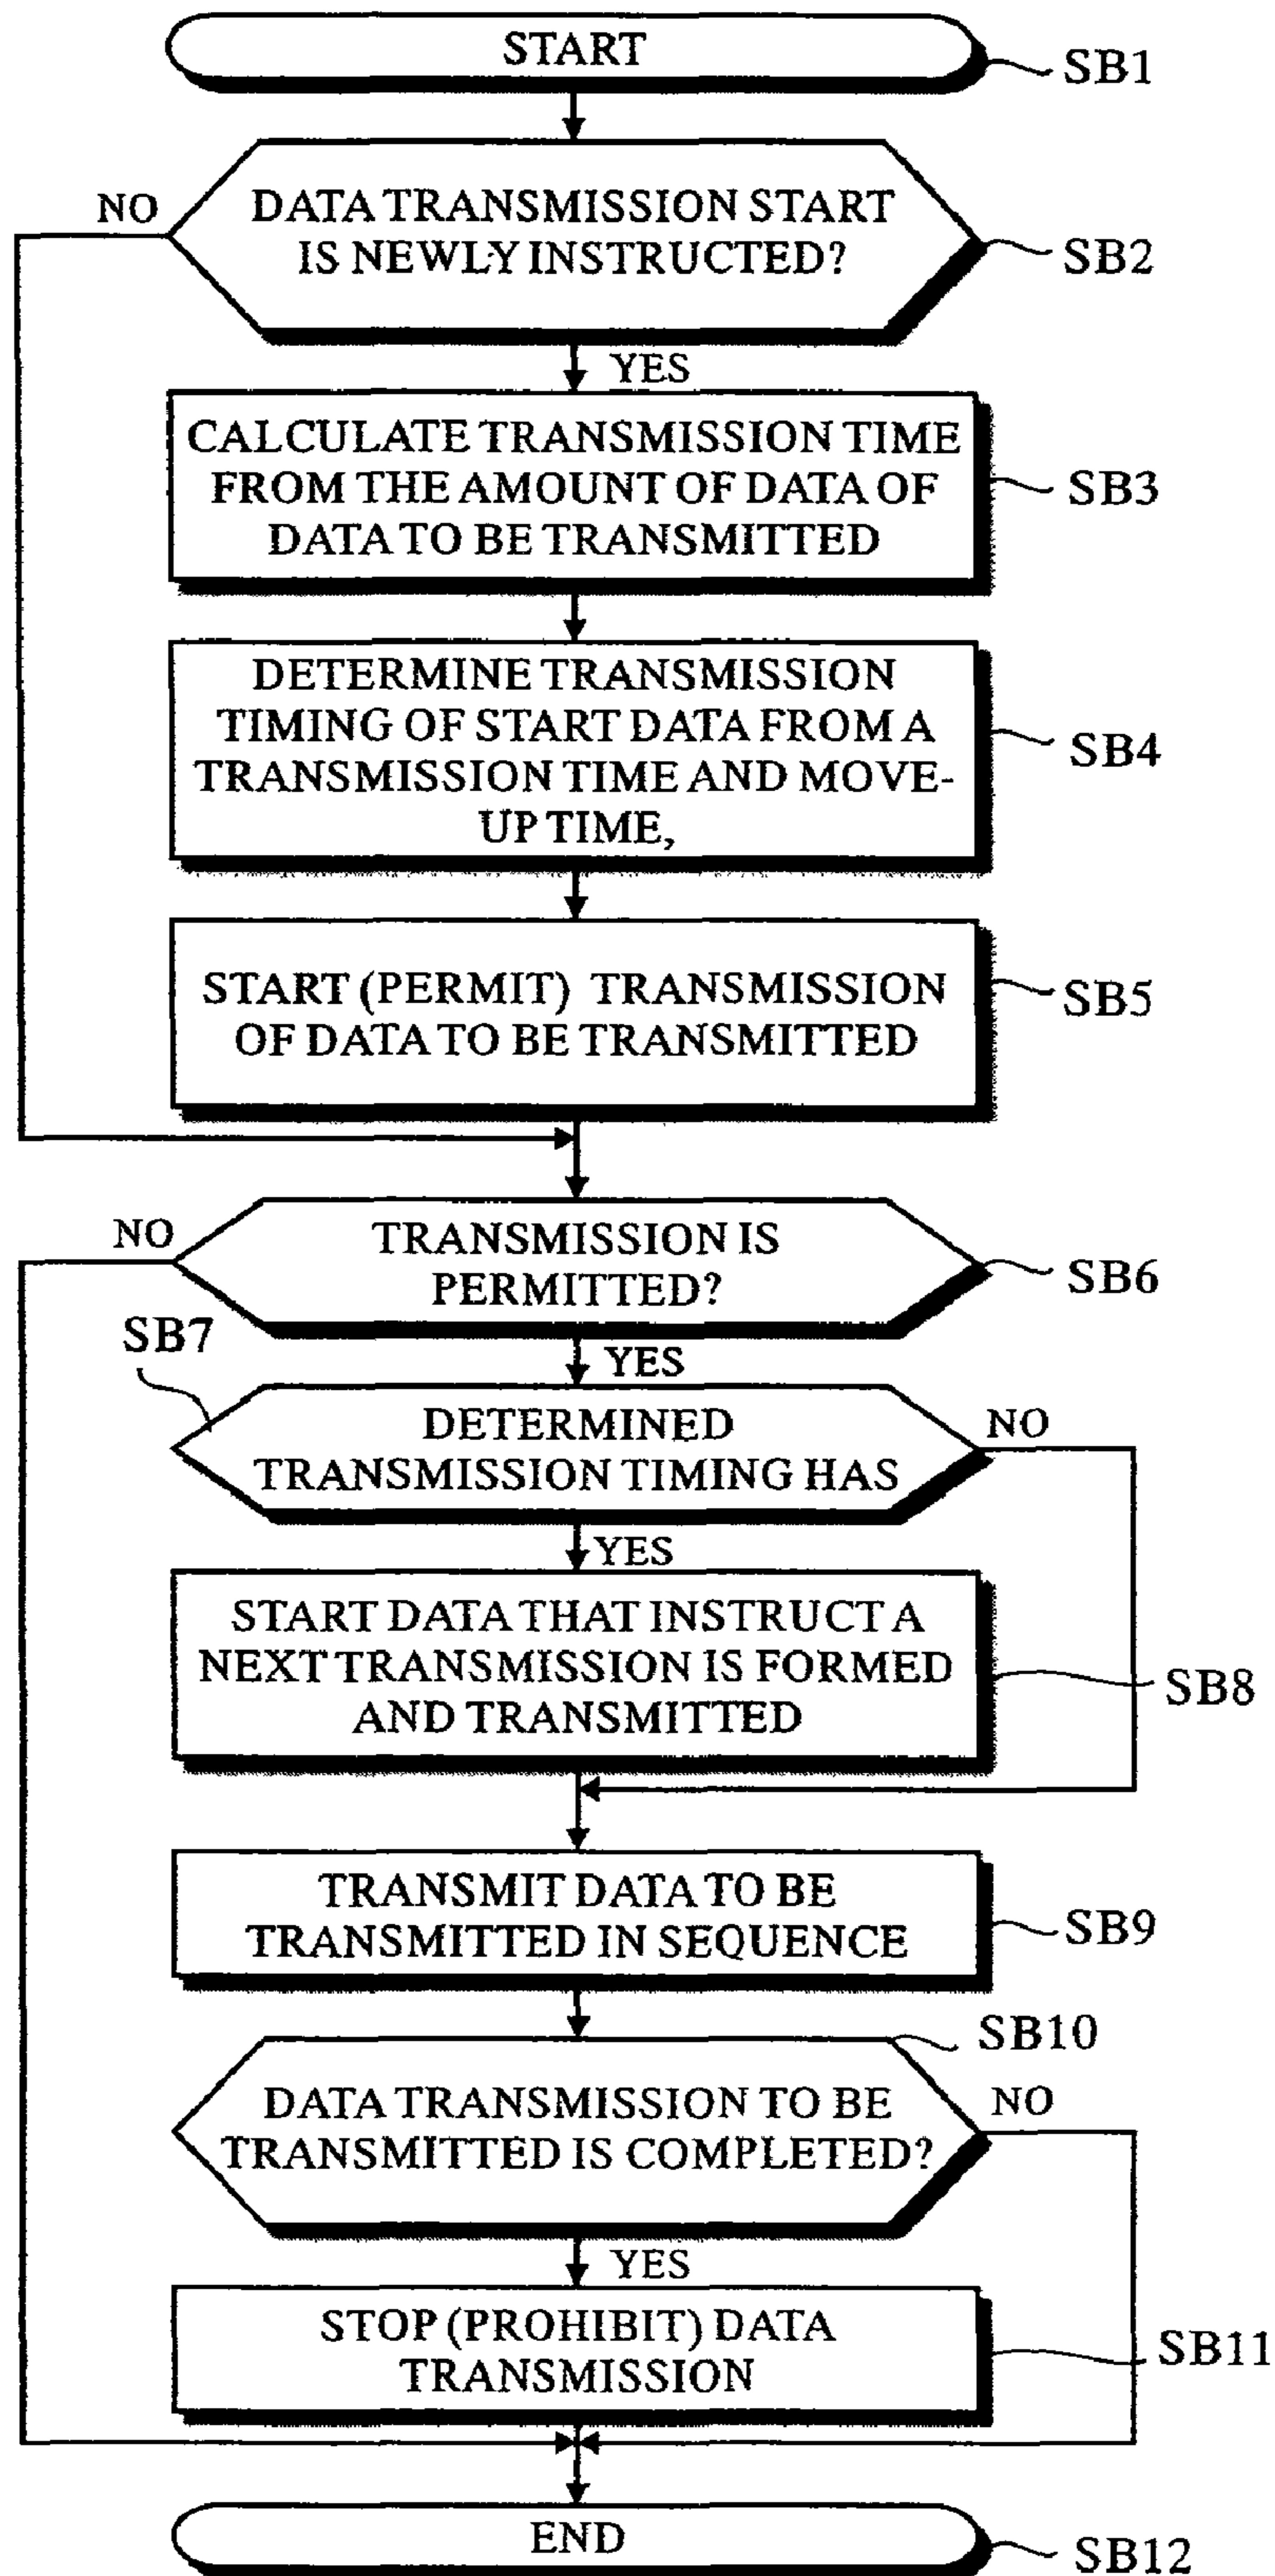 START
SB1
NO
DATA TRANSMISSION START
IS NEWLY INSTRUCTED?
SB2
YES
CALCULATE TRANSMISSION TIME
FROM THE AMOUNT OF DATA OF
DATA TO BE TRANSMITTED
SB3
DETERMINE TRANSMISSION
TIMING OF START DATA FROM A
TRANSMISSION TIME AND MOVE-
UP TIME,
SB4
START (PERMIT) TRANSMISSION
OF DATA TO BE TRANSMITTED
SB5
NO
TRANSMISSION IS
PERMITTED?
SB6
SB7
YES
DETERMINED
TRANSMISSION TIMING HAS
NO
YES
START DATA THAT INSTRUCT A
NEXT TRANSMISSION IS FORMED
AND TRANSMITTED
SB8
TRANSMIT DATA TO BE
TRANSMITTED IN SEQUENCE
SB9
SB10
DATA TRANSMISSION TO BE
TRANSMITTED IS COMPLETED?
NO
YES
STOP (PROHIBIT) DATA
TRANSMISSION
SB11
END
SB12